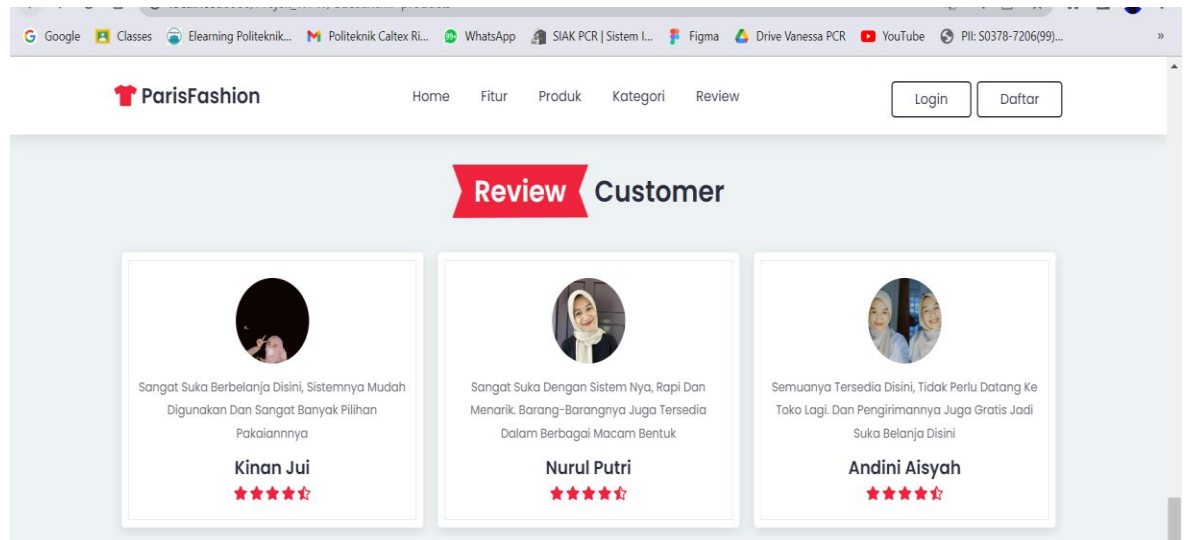 Google Classes Elearning Politeknik... Politeknik Caltex Ri... WhatsApp SIAK PCR | Sistem I... Figma Drive Vanessa PCR YouTube PII: S0378-7206(99)... »
ParisFashion Home Fitur Produk Kategori Review Login Daftar
Review Customer
Sangat Suka Berbelanja Disini, Sistemnya Mudah
Digunakan Dan Sangat Banyak Pilihan
Pakaiannnya
Kinan Jui
Sangat Suka Dengan Sistem Nya, Rapi Dan
Menarik. Barang-Barangnya Juga Tersedia
Dalam Berbagai Macam Bentuk
Nurul Putri
Semuanya Tersedia Disini, Tidak Perlu Datang Ke
Toko Lagi. Dan Pengirimannya Juga Gratis Jadi
Suka Belanja Disini
Andini Aisyah